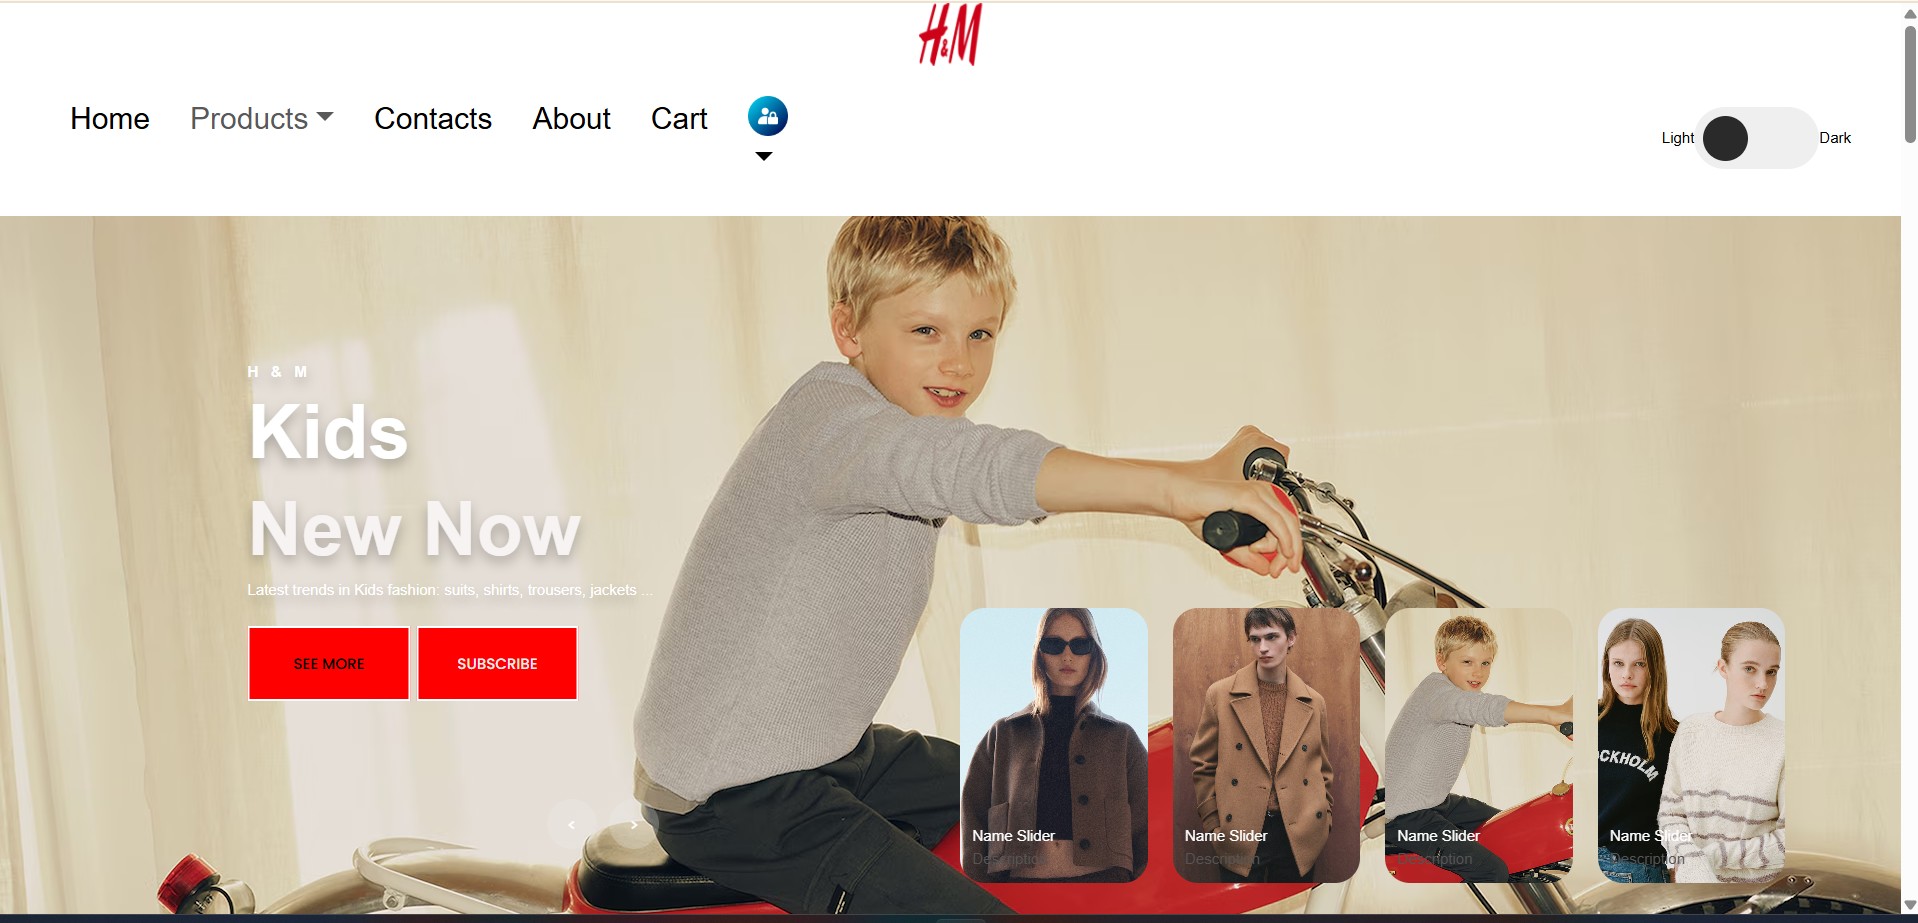 H&M
Home Products Contacts About Cart
Light Dark
H & M
Kids
New Now
Latest trends in Kids fashion: suits, shirts, trousers, jackets ...
SEE MORE SUBSCRIBE
OCKHOLM
Name Slider Name Slider Name Slider Name Slider
Description Description Description Description